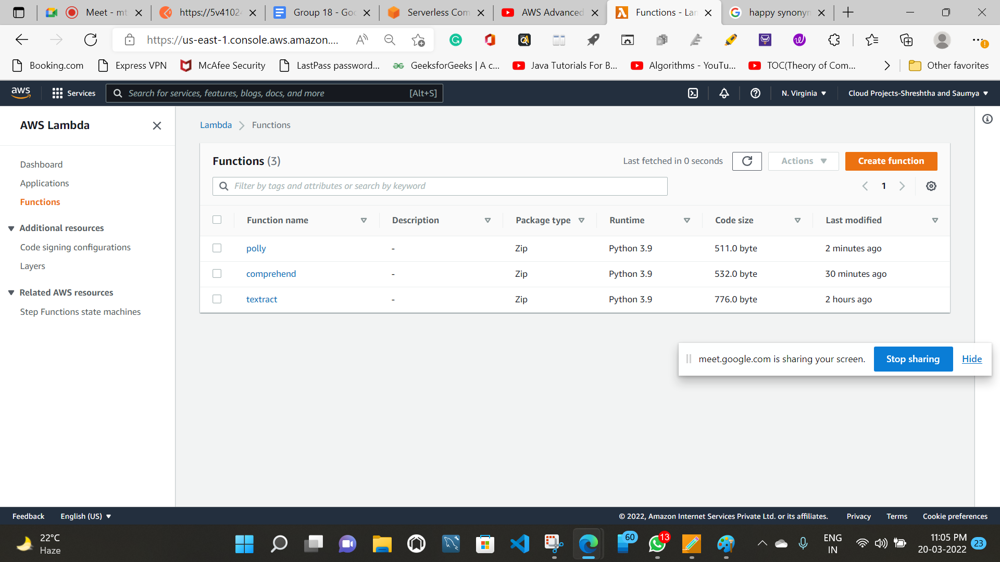 Meet - mt
https://5v4102
Group 18 - Goo
Serverless Com
AWS Advanced
Functions - Lan
happy synonyn
https://us-east-1.console.aws.amazon....
Booking.com
Express VPN
McAfee Security
LastPass password...
GeeksforGeeks | A c...
Java Tutorials For B...
Algorithms - YouTu...
TOC(Theory of Com...
Other favorites
aws
Services
Search for services, features, blogs, docs, and more
[Alt+S]
N. Virginia
Cloud Projects-Shreshtha and Saumya
AWS Lambda
Dashboard
Applications
Functions
Additional resources
Code signing configurations
Layers
Related AWS resources
Step Functions state machines
Lambda
Functions
Functions (3)
Last fetched in 0 seconds
Actions
Create function
Filter by tags and attributes or search by keyword
1
Function name
Description
Package type
Runtime
Code size
Last modified
polly
-
Zip
Python 3.9
511.0 byte
2 minutes ago
comprehend
-
Zip
Python 3.9
532.0 byte
30 minutes ago
textract
-
Zip
Python 3.9
776.0 byte
2 hours ago
meet.google.com is sharing your screen.
Stop sharing
Hide
Feedback
English (US)
© 2022, Amazon Internet Services Private Ltd. or its affiliates.
Privacy
Terms
Cookie preferences
22°C
Haze
60
13
ENG
IN
11:05 PM
20-03-2022
23